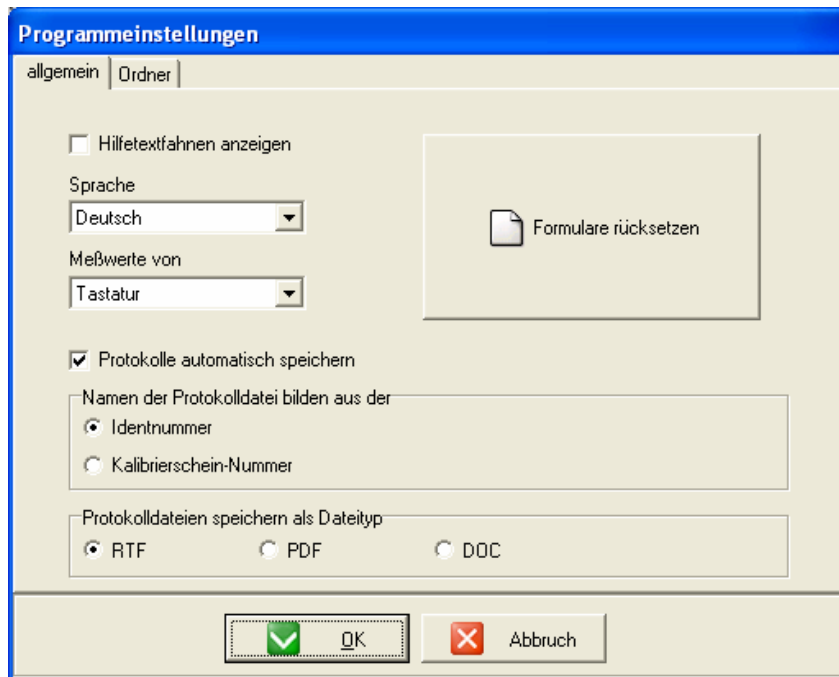 Programmeinstellungen
allgemein Ordner
Hilfetextfahnen anzeigen
Sprache
Deutsch
Formulare rücksetzen
Meßwerte von
Tastatur
Protokolle automatisch speichern
Namen der Protokolldatei bilden aus der
Identnummer
Kalibrierschein-Nummer
Protokolldateien speichern als Dateityp
RTF PDF DOC
OK Abbruch